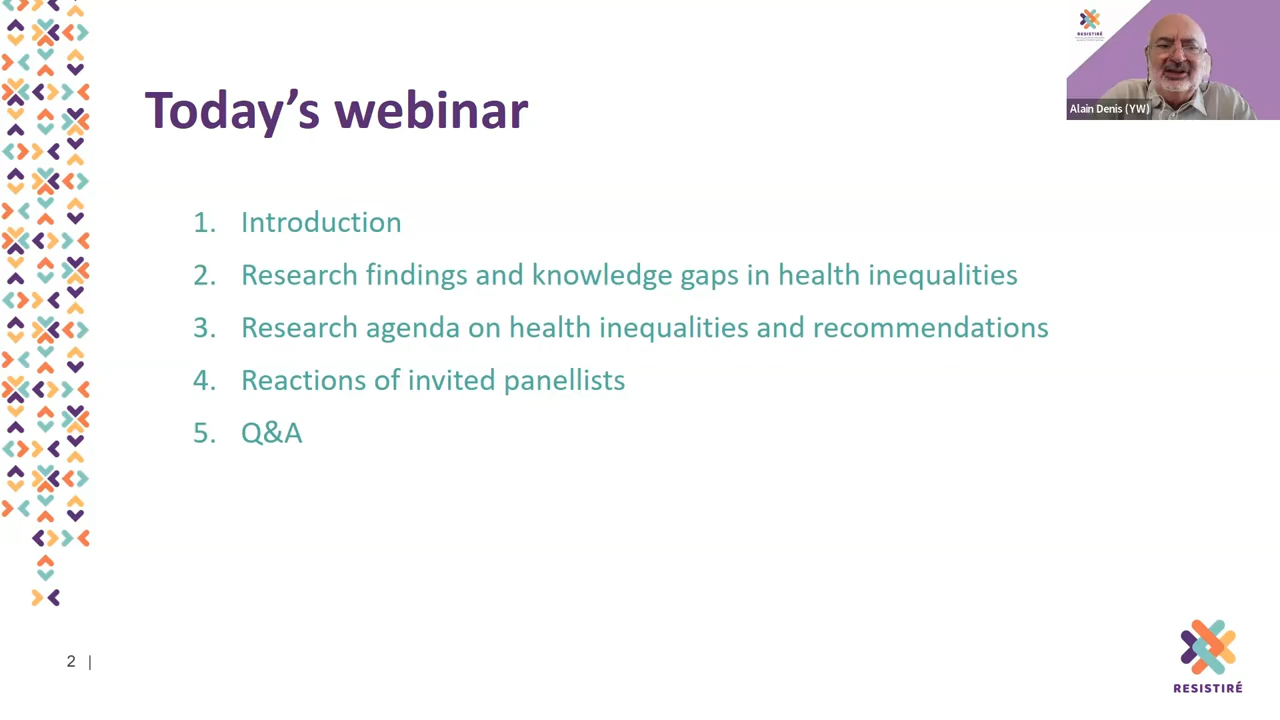 RESISTIRÉ
Alain Denis (YW)
Today's webinar
1. Introduction
2. Research findings and knowledge gaps in health inequalities
3. Research agenda on health inequalities and recommendations
4. Reactions of invited panellists
5. Q&A
2 |
RESISTIRÉ